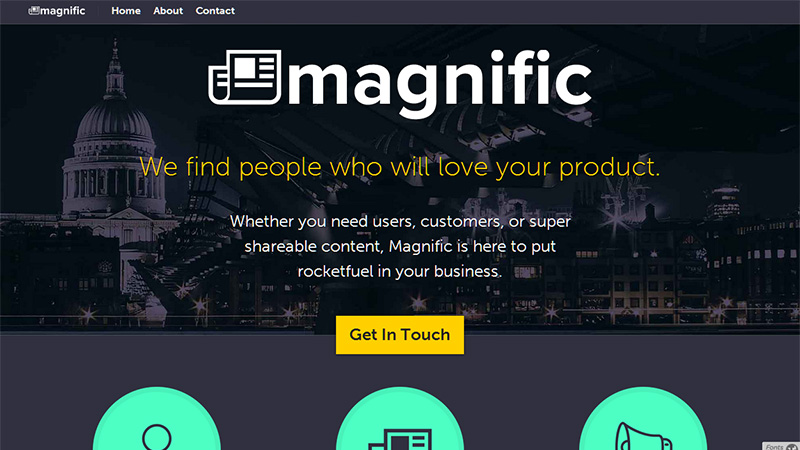 magnific Home About Contact
magnific
We find people who will love your product.
Whether you need users, customers, or super
shareable content, Magnific is here to put
rocketfuel in your business.
Get In Touch
Fonts